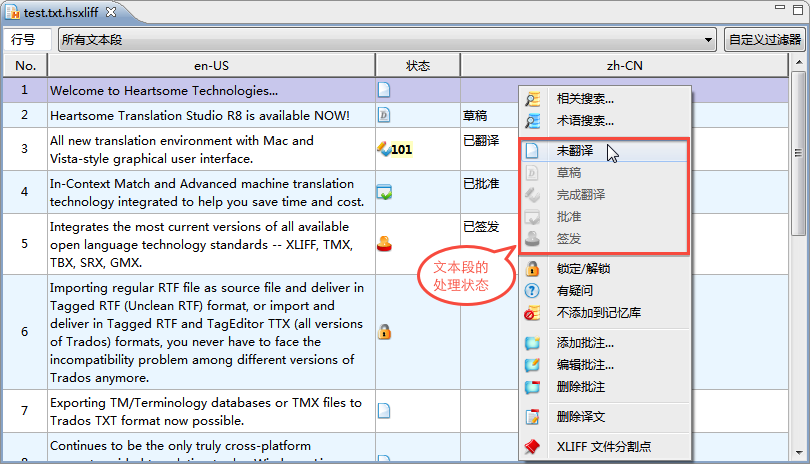 test.txt.hsxliff
行号
所有文本段
自定义过滤器
No.
en-US
状态
zh-CN
1
Welcome to Heartsome Technologies...
2
Heartsome Translation Studio R8 is available NOW!
草稿
3
All new translation environment with Mac and
Vista-style graphical user interface.
101
已翻译
4
In-Context Match and Advanced machine translation
technology integrated to help you save time and cost.
已批准
5
Integrates the most current versions of all available
open language technology standards -- XLIFF, TMX,
TBX, SRX, GMX.
已签发
6
Importing regular RTF file as source file and deliver in
Tagged RTF (Unclean RTF) format, or import and
deliver in Tagged RTF and TagEditor TTX (all versions
of Trados) formats, you never have to face the
incompatibility problem among different versions of
Trados anymore.
7
Exporting TM/Terminology databases or TMX files to
Trados TXT format now possible.
Continues to be the only truly cross-platform
相关搜索...
术语搜索...
未翻译
草稿
完成翻译
批准
签发
锁定/解锁
有疑问
不添加到记忆库
添加批注...
编辑批注...
删除批注
删除译文
XLIFF 文件分割点
文本段的
处理状态